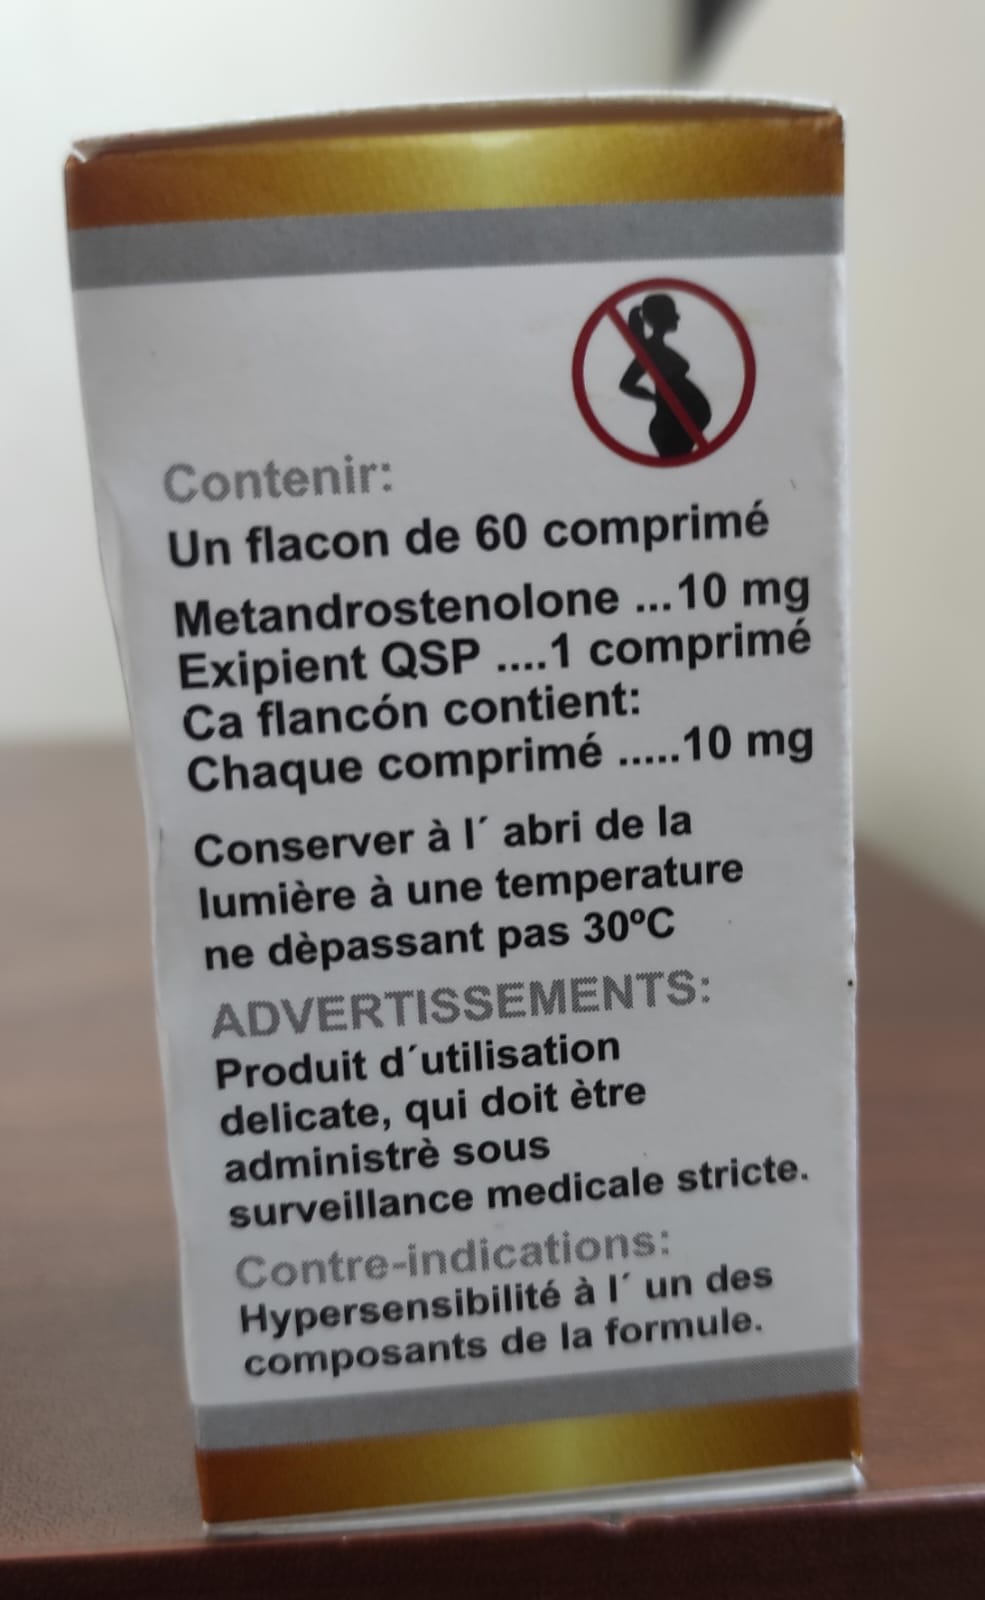 Contenir:
Un flacon de 60 comprimé
Metandrostenolone ...10 mg
Exipient QSP ....1 comprimé
Ca flancón contient:
Chaque comprimé .....10 mg
Conserver à l´ abri de la
lumière à une temperature
ne dèpassant pas 30ºC
ADVERTISSEMENTS:
Produit d´utilisation
delicate, qui doit ètre
administrè sous
surveillance medicale stricte.
Contre-indications:
Hypersensibilité à l´ un des
composants de la formule.